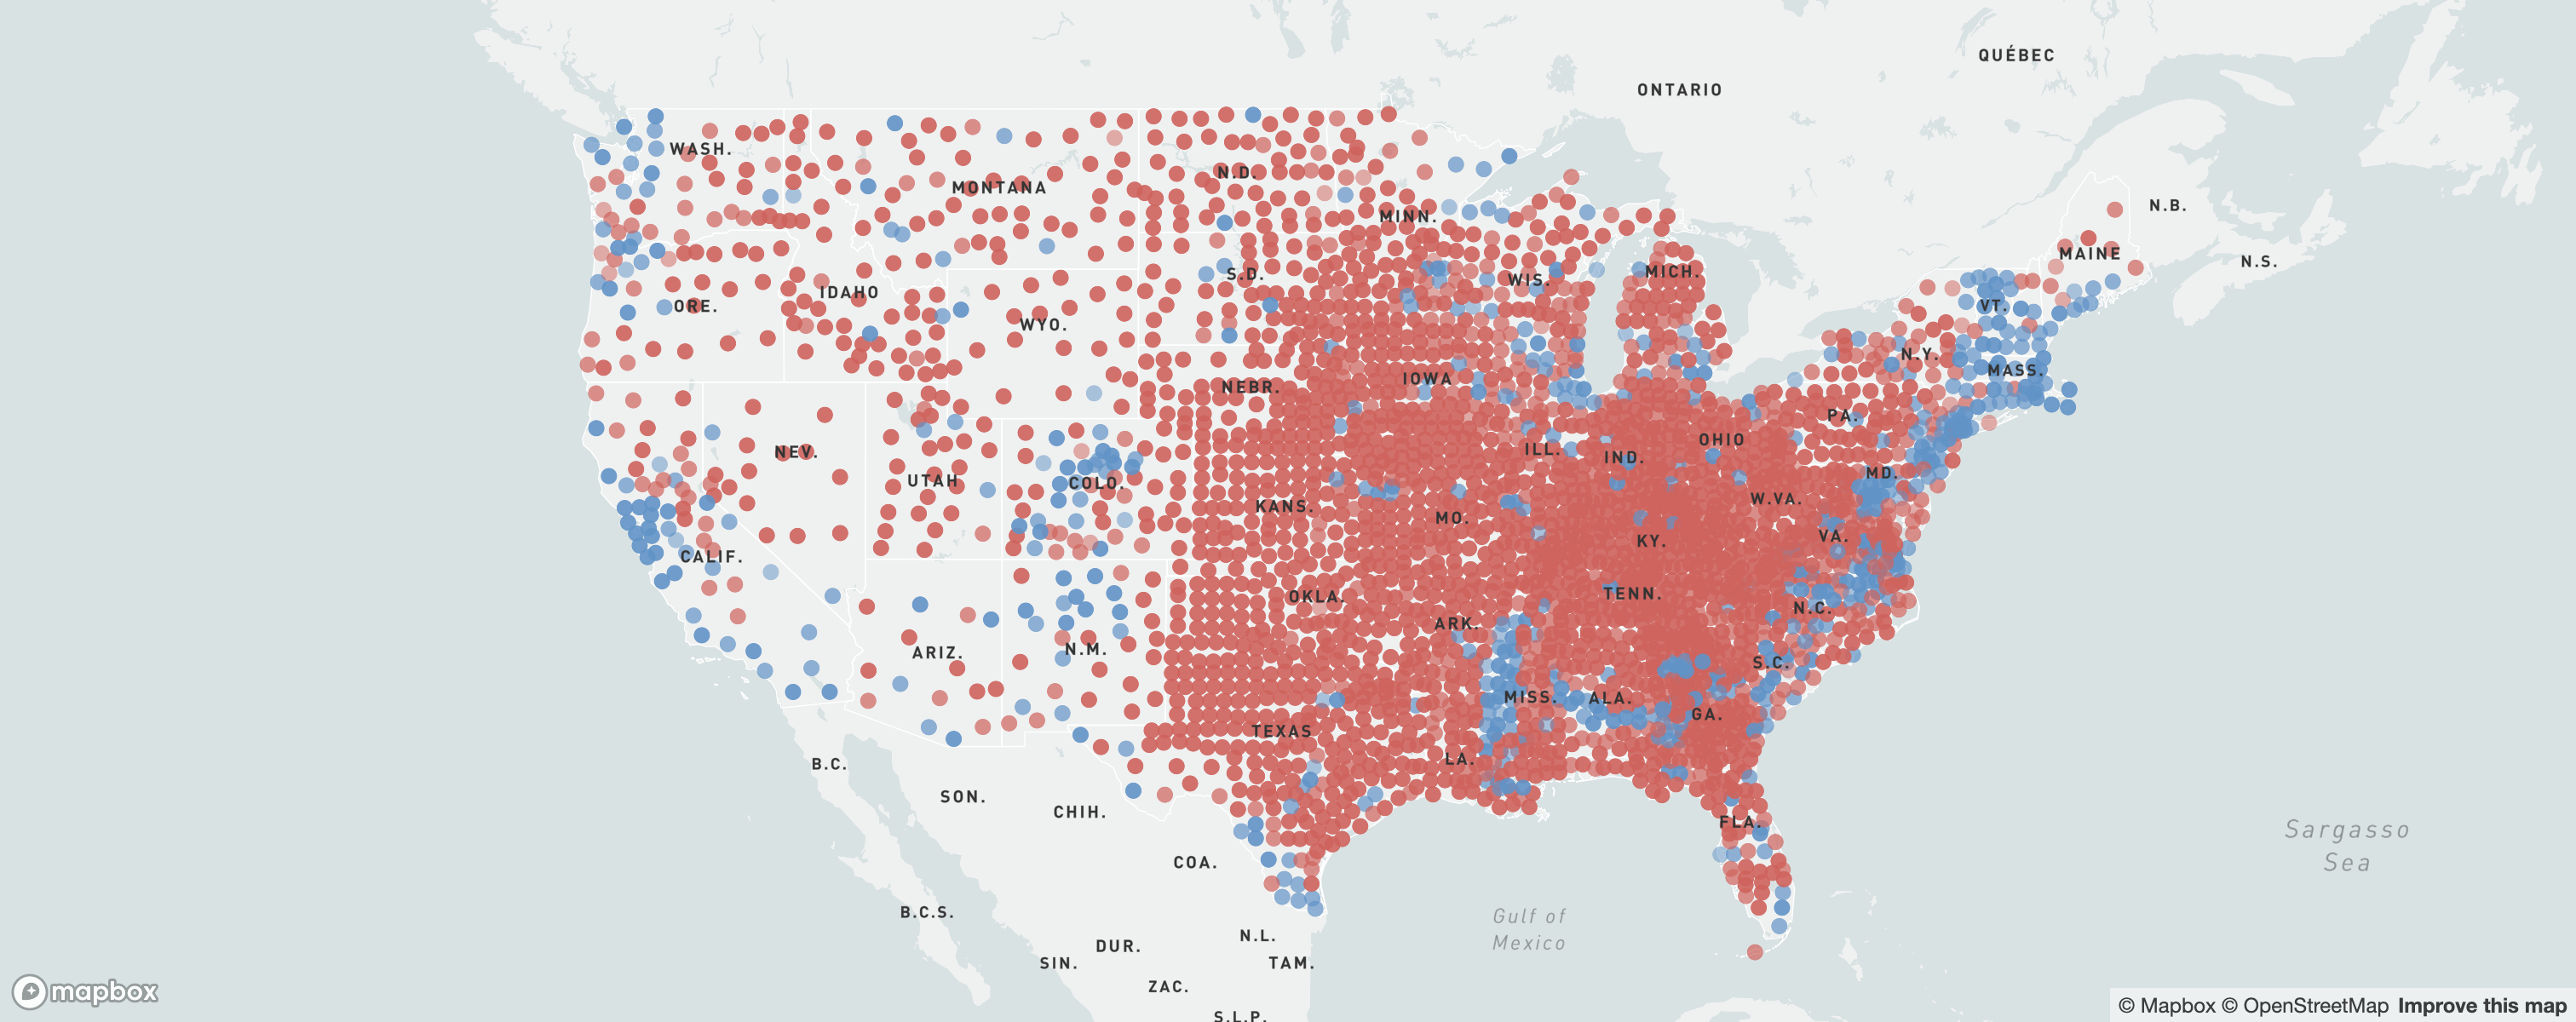 QUÉBEC
ONTARIO
WASH.
N.D.
MONTANA
N.B.
MINN.
MAINE
N.S.
S.D.
MICH.
WIS.
IDAHO
ORE.
VT.
WYO.
N.Y.
MASS.
IOWA
NEBR.
PA.
OHIO
NEV.
ILL.
IND.
MD.
UTAH
COLO.
W.VA.
KANS.
MO.
VA.
KY.
CALIF.
TENN.
OKLA.
N.C.
ARK.
N.M.
ARIZ.
S.C.
MISS.
ALA.
GA.
TEXAS
LA.
B.C.
SON.
CHIH.
FLA.
Sargasso
Sea
COA.
B.C.S.
Gulf of
Mexico
N.L.
DUR.
SIN.
TAM.
ZAC.
S.L.P.
mapbox
© Mapbox © OpenStreetMap Improve this map